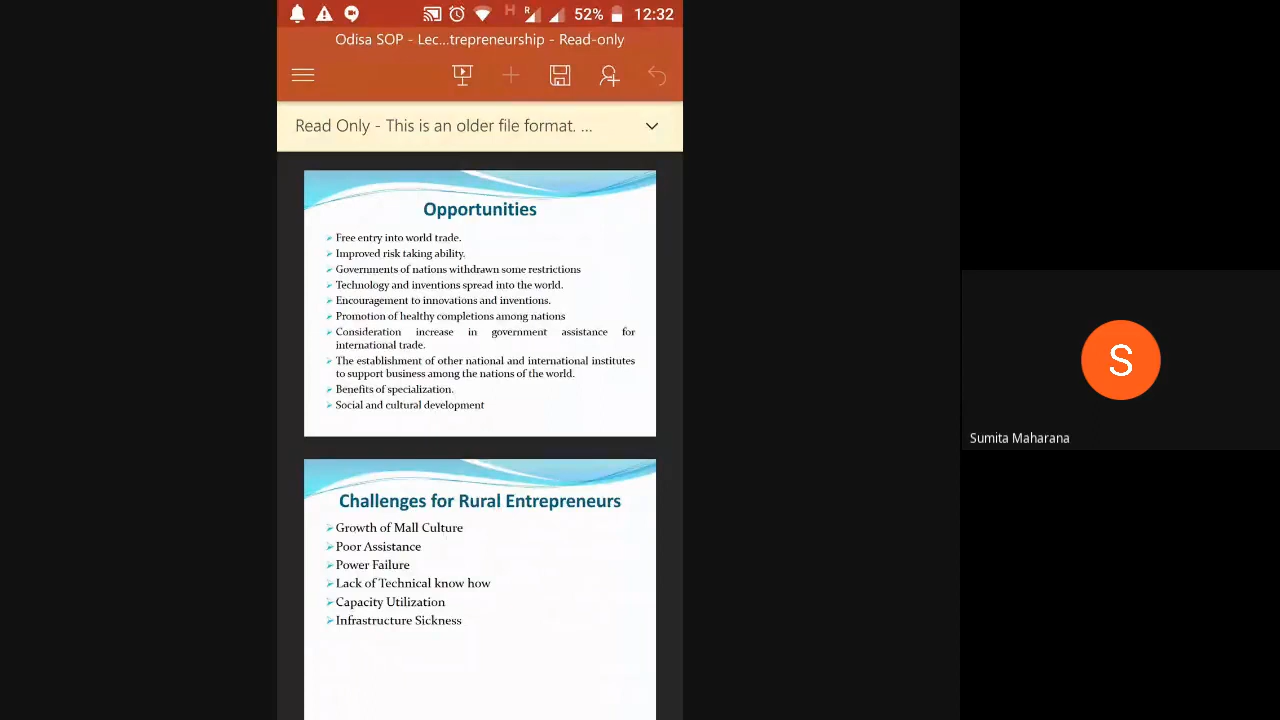 H R 52% 12:32
Odisa SOP - Lec...trepreneurship - Read-only
Read Only - This is an older file format. ...
Opportunities
Free entry into world trade.
Improved risk taking ability.
Governments of nations withdrawn some restrictions
Technology and inventions spread into the world.
Encouragement to innovations and inventions.
Promotion of healthy completions among nations
Consideration increase in government assistance for
international trade.
The establishment of other national and international institutes
to support business among the nations of the world.
Benefits of specialization.
Social and cultural development
Challenges for Rural Entrepreneurs
Growth of Mall Culture
Poor Assistance
Power Failure
Lack of Technical know how
Capacity Utilization
Infrastructure Sickness
S
Sumita Maharana